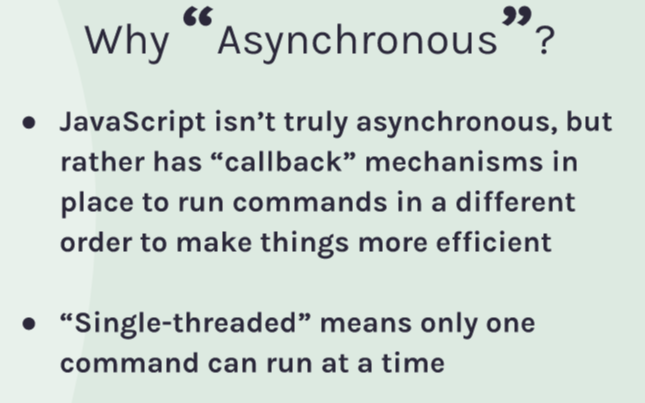 Why “Asynchronous”?
● JavaScript isn’t truly asynchronous, but
rather has “callback” mechanisms in
place to run commands in a different
order to make things more efficient
● “Single-threaded” means only one
command can run at a time